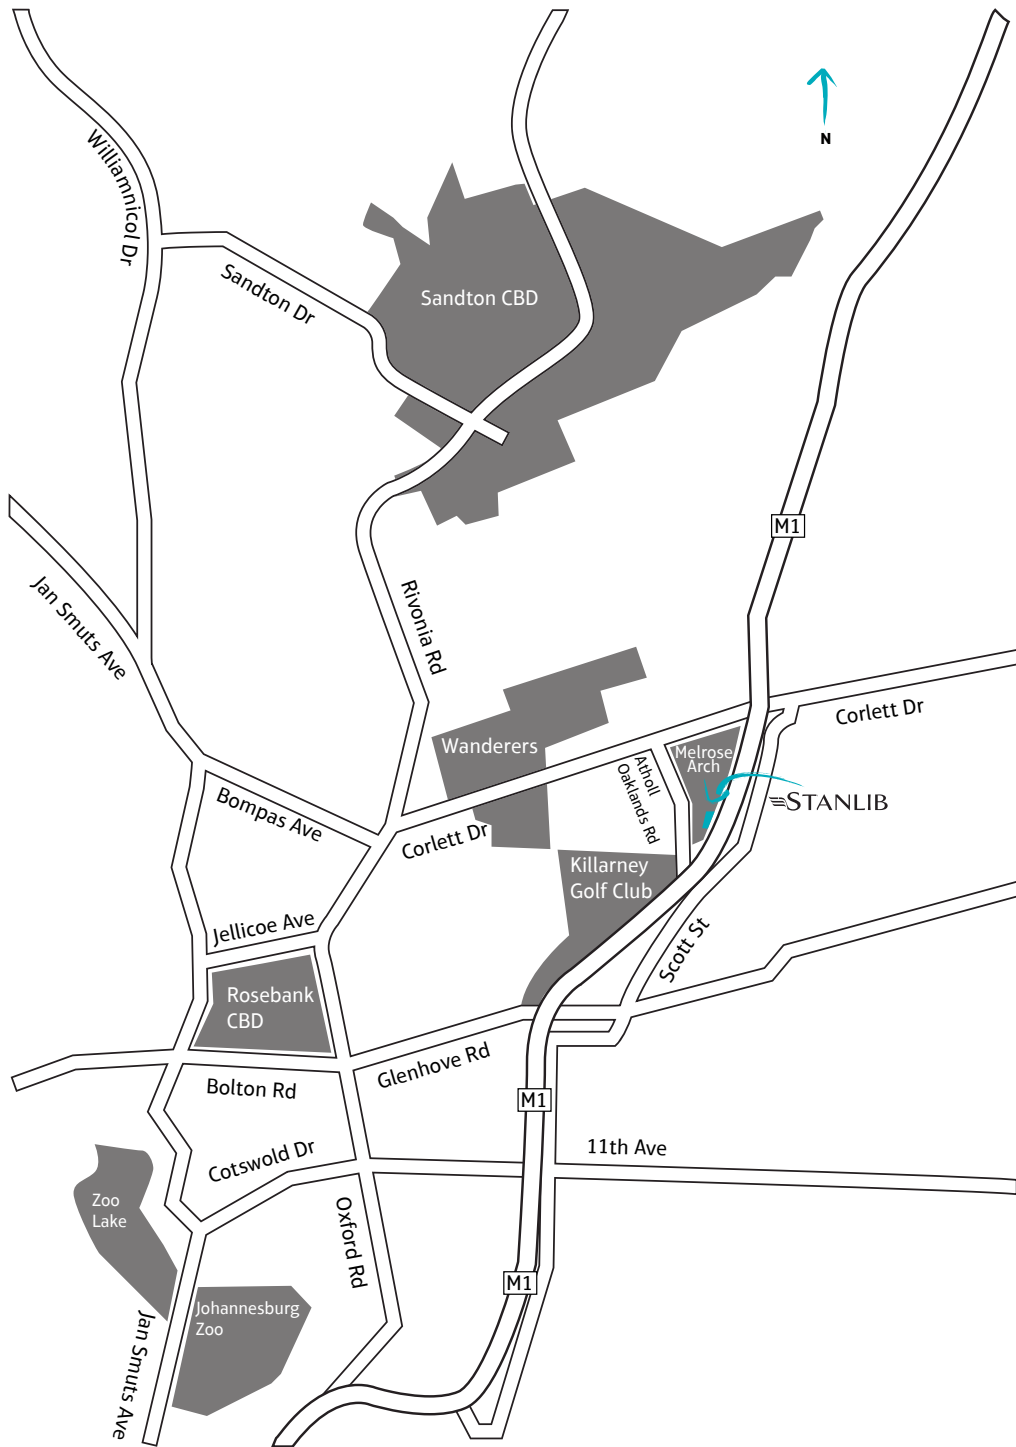 N
Williamnicol Dr
Sandton Dr
Sandton CBD
M1
Jan Smuts Ave
Rivonia Rd
Corlett Dr
Wanderers
Melrose
Arch
Atholl
Oaklands Rd
STANLIB
Bompas Ave
Corlett Dr
Killarney
Golf Club
Jellicoe Ave
Scott St
Rosebank
CBD
Glenhove Rd
Bolton Rd
M1
11th Ave
Cotswold Dr
Zoo
Lake
Oxford Rd
M1
Johannesburg
Zoo
Jan Smuts Ave